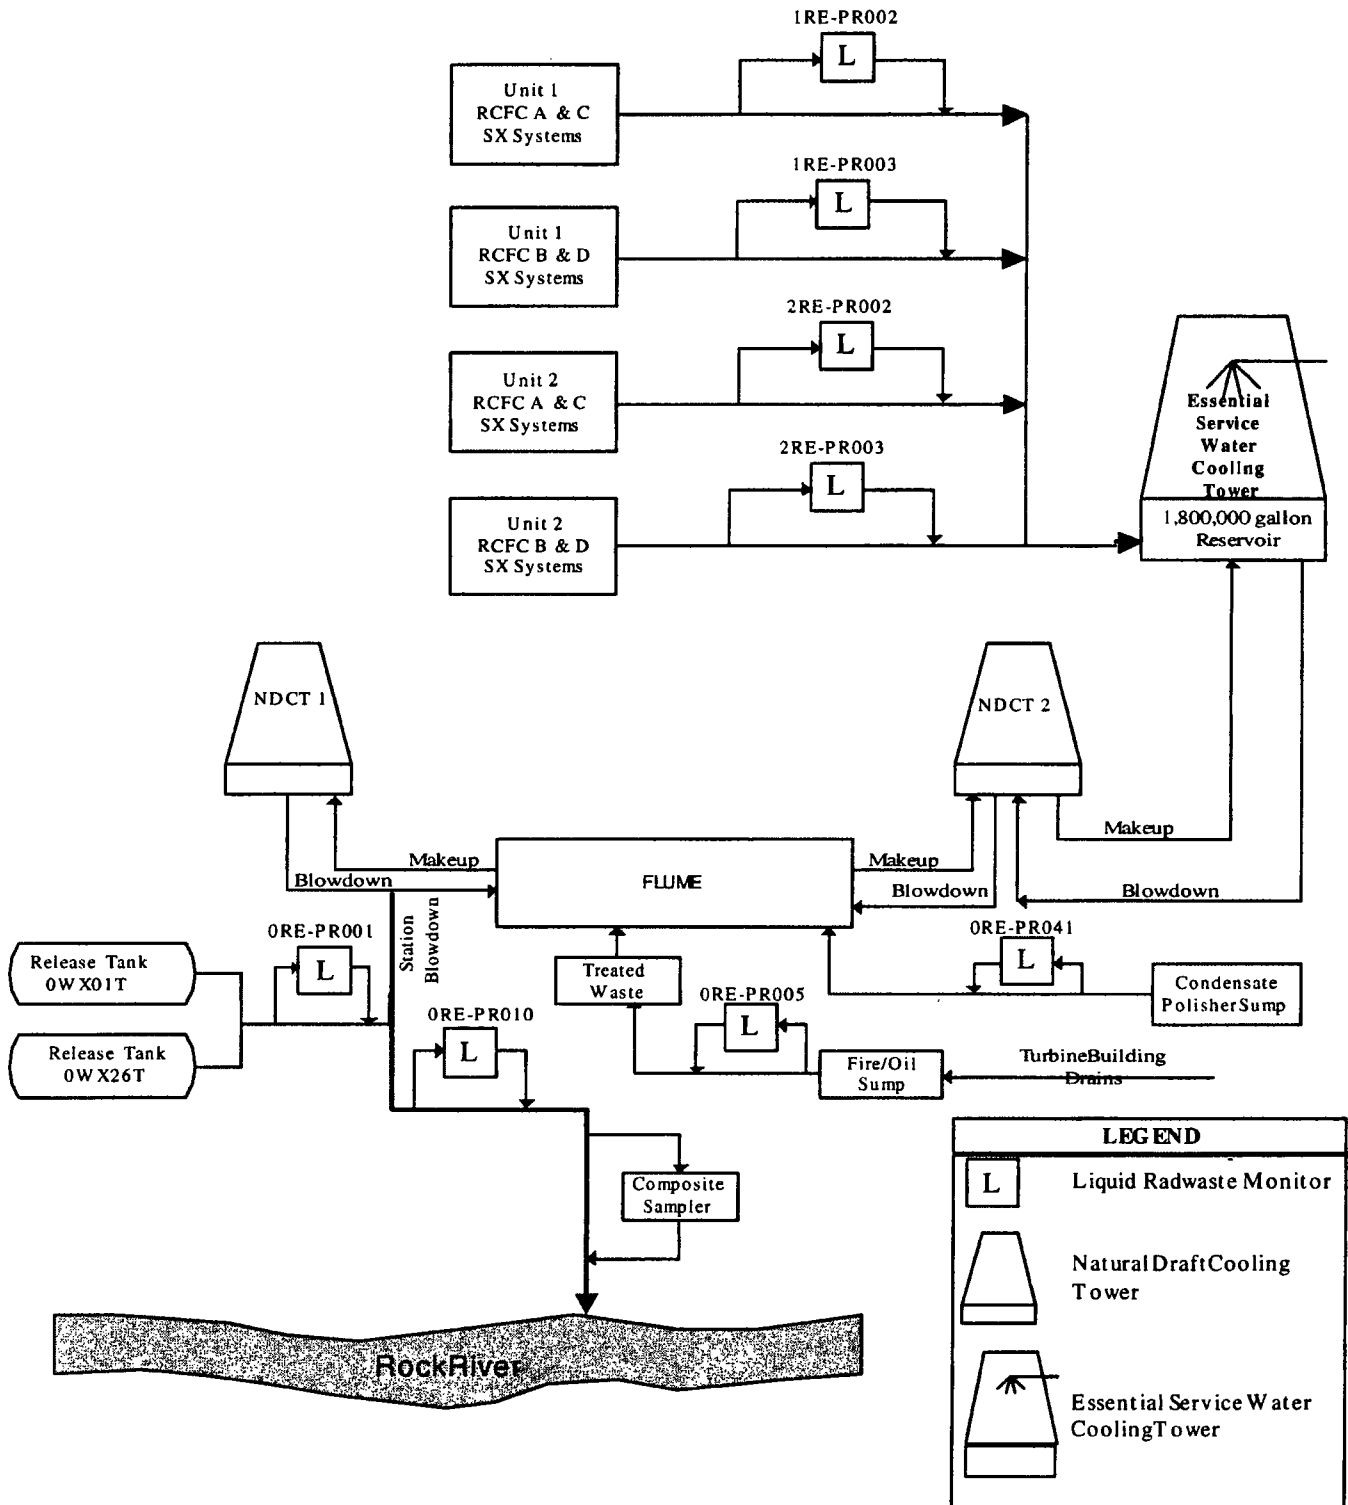 1RE-PR002
L
Unit 1
RCFC A & C
SX Systems
1RE-PR003
L
Unit 1
RCFC B & D
SX Systems
2RE-PR002
L
Unit 2
RCFC A & C
SX Systems
2RE-PR003
L
Unit 2
RCFC B & D
SX Systems
Essential
Service
Water
Cooling
Tower
1,800,000 gallon
Reservoir
NDCT 1
NDCT 2
Makeup
Makeup
Makeup
Blowdown
FLUME
Blowdown
Blowdown
Station
Blowdown
0RE-PR001
L
Release Tank
0WX01T
Release Tank
0WX26T
0RE-PR010
L
Treated
Waste
0RE-PR005
L
0RE-PR041
L
Condensate
Polisher Sump
Fire/Oil
Sump
Turbine Building
Drains
Composite
Sampler
Rock River
LEGEND
L
Liquid Radwaste Monitor
Natural Draft Cooling
Tower
Essential Service Water
Cooling Tower